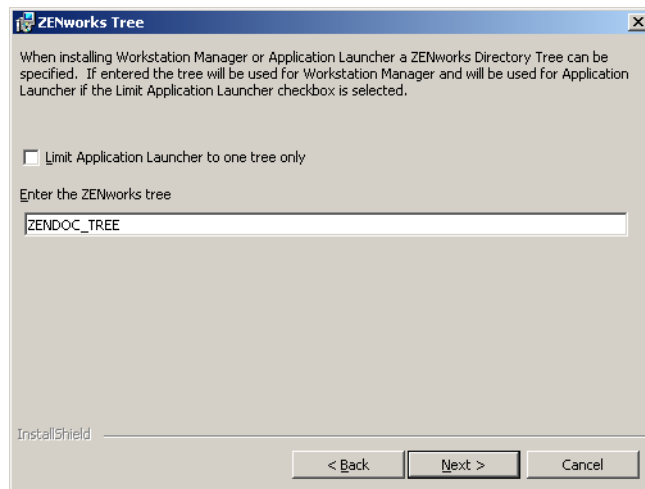 ZENworks Tree
When installing Workstation Manager or Application Launcher a ZENworks Directory Tree can be
specified. If entered the tree will be used for Workstation Manager and will be used for Application
Launcher if the Limit Application Launcher checkbox is selected.
Limit Application Launcher to one tree only
Enter the ZENworks tree
ZENDOC_TREE
InstallShield
< Back Next > Cancel